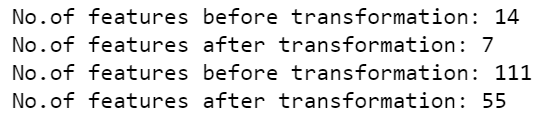 No.of features before transformation: 14
No.of features after transformation: 7
No.of features before transformation: 111
No.of features after transformation: 55